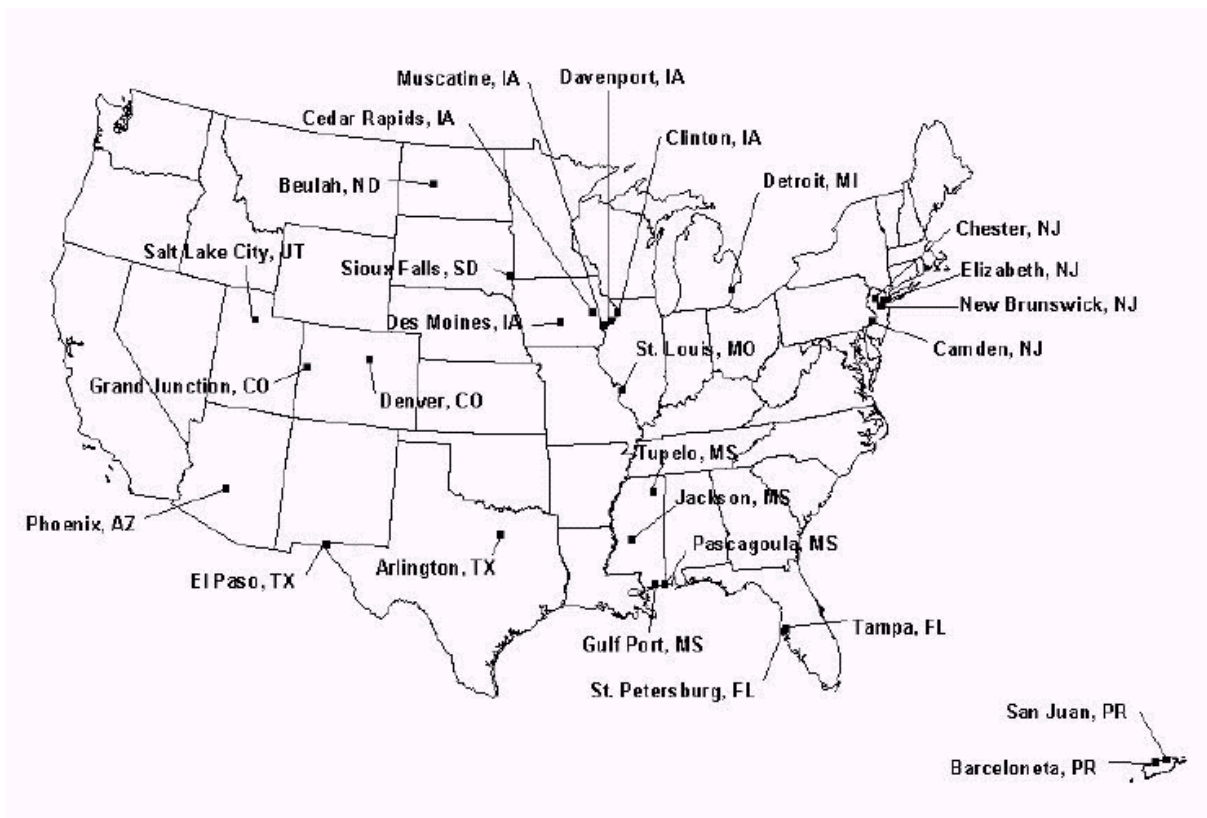 Muscatine, IA
Davenport, IA
Cedar Rapids, IA
Clinton, IA
Beulah, ND
Detroit, MI
Chester, NJ
Salt Lake City, UT
Sioux Falls, SD
Elizabeth, NJ
New Brunswick, NJ
Des Moines, IA
St. Louis, MO
Camden, NJ
Grand Junction, CO
Denver, CO
Tupelo, MS
Jackson, MS
Phoenix, AZ
Pascagoula, MS
Arlington, TX
El Paso, TX
Tampa, FL
Gulf Port, MS
St. Petersburg, FL
San Juan, PR
Barceloneta, PR